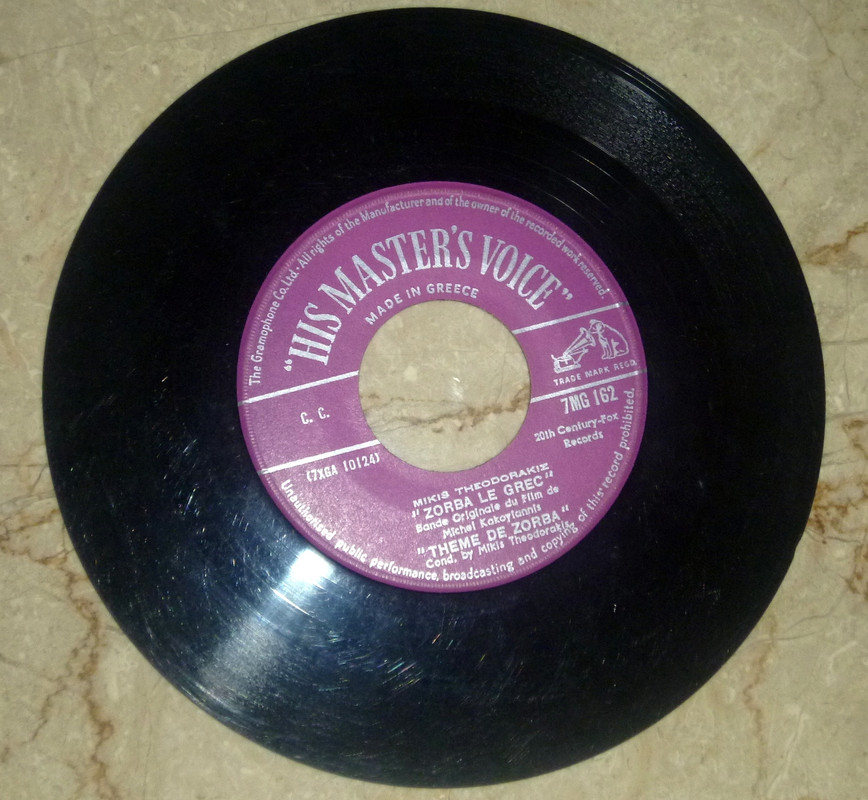 The Gramophone Co. Ltd. · All rights of the Manufacturer and of the owner of the recorded work reserved.
"HIS MASTER'S VOICE"
MADE IN GREECE
TRADE MARK REGD.
C. C.
7MG 162
20th Century-Fox
Records
(7XGA 10124)
MIKIS THEODORAKIZ
"ZORBA LE GREC"
Bande Originale du Film de
Michel Kakoyiannis
"THEME DE ZORBA"
Cond. by Mikis Theodorakis
Unauthorised public performance, broadcasting and copying of this record prohibited.